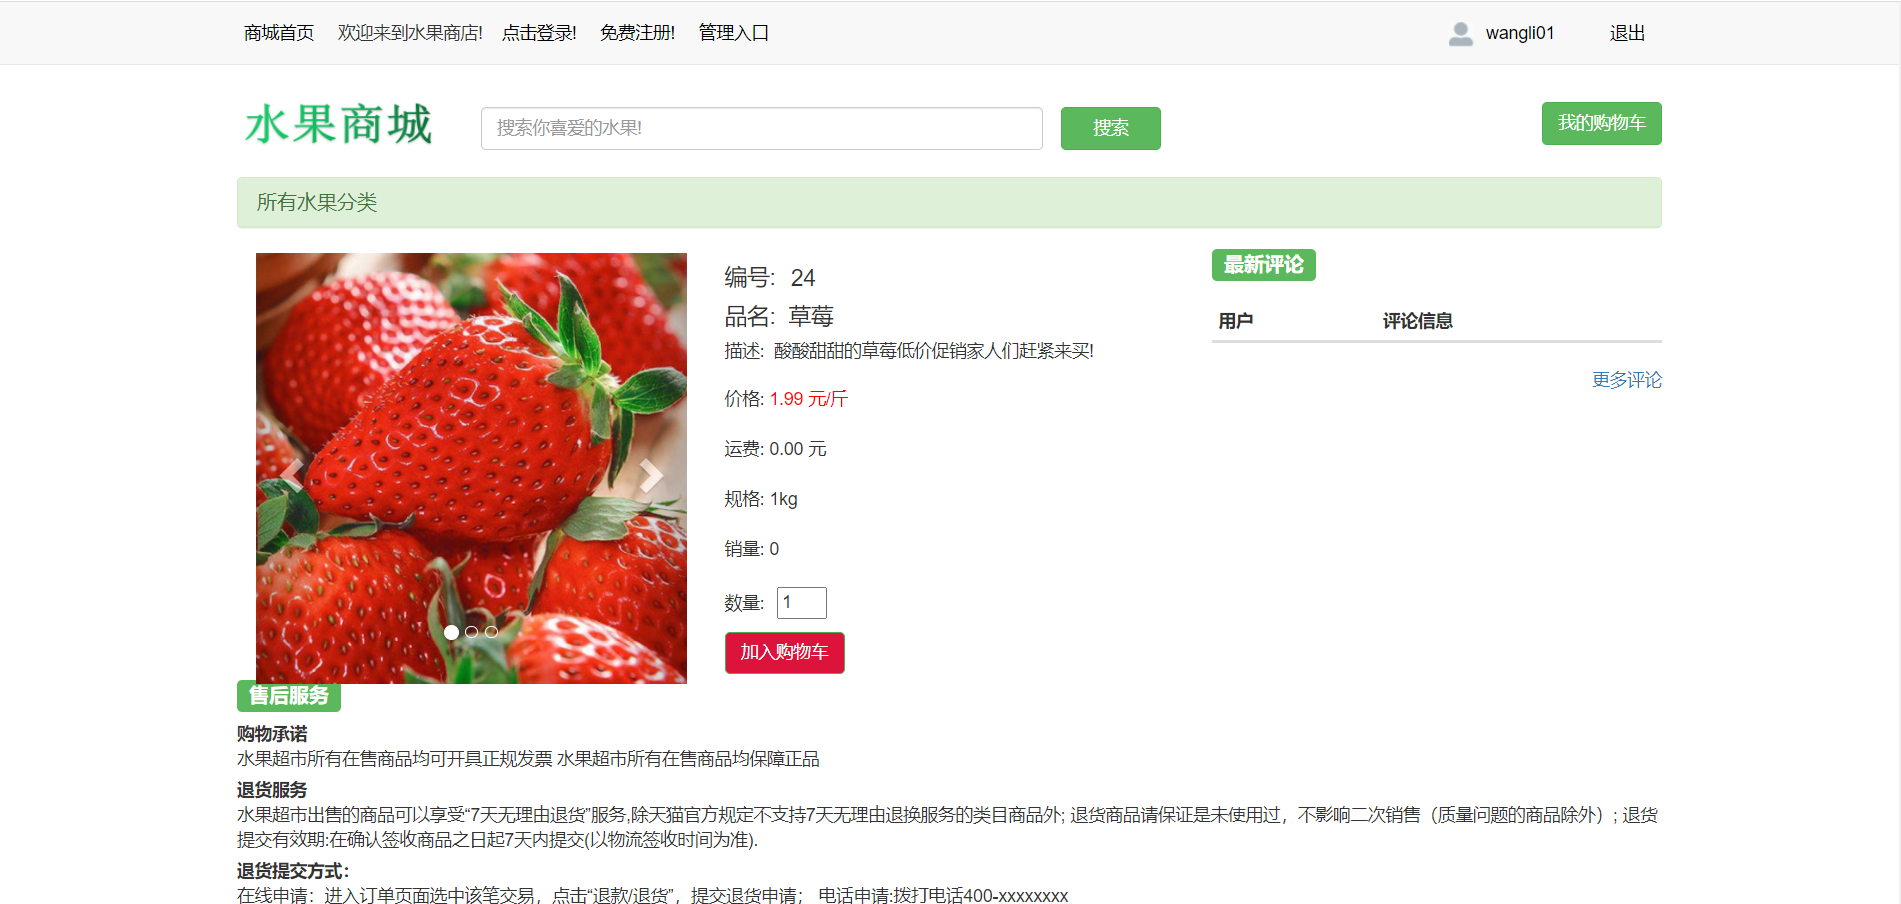 商城首页 欢迎来到水果商店! 点击登录! 免费注册! 管理入口 wangli01 退出
水果商城 搜索你喜爱的水果! 搜索 我的购物车
所有水果分类
编号: 24
品名: 草莓
描述: 酸酸甜甜的草莓低价促销家人们赶紧来买!
价格: 1.99 元/斤
运费: 0.00 元
规格: 1kg
销量: 0
数量: 1
加入购物车
最新评论
用户 评论信息
更多评论
售后服务
购物承诺
水果超市所有在售商品均可开具正规发票 水果超市所有在售商品均保障正品
退货服务
水果超市出售的商品可以享受“7天无理由退货”服务,除天猫官方规定不支持7天无理由退换服务的类目商品外; 退货商品请保证是未使用过，不影响二次销售（质量问题的商品除外）; 退货
提交有效期:在确认签收商品之日起7天内提交(以物流签收时间为准).
退货提交方式：
在线申请：进入订单页面选中该笔交易，点击“退款/退货”，提交退货申请； 电话申请:拨打电话400-xxxxxxxx